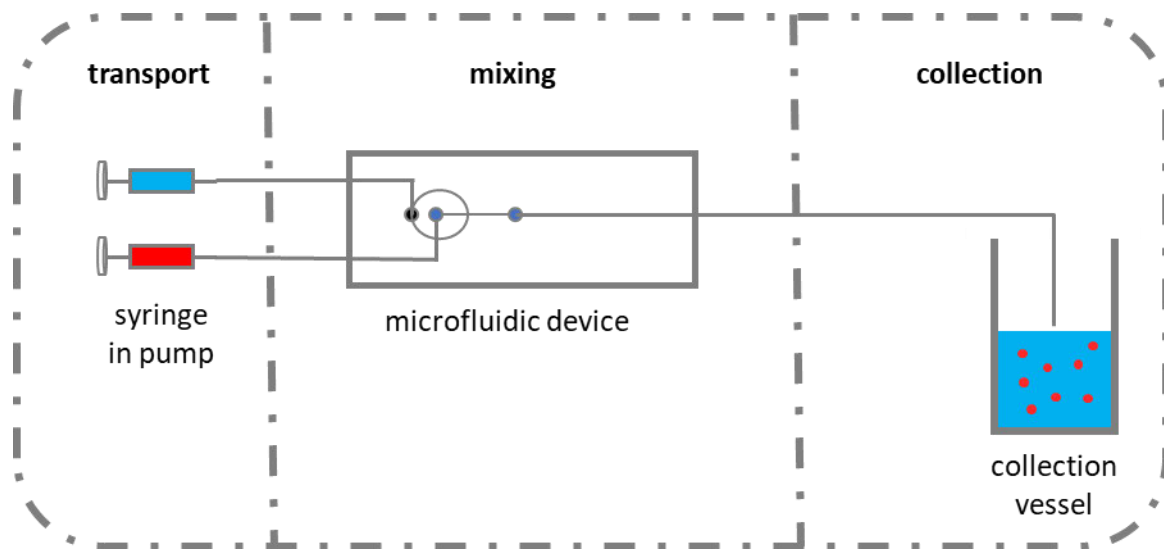 transport
mixing
collection
syringe
in pump
microfluidic device
collection
vessel